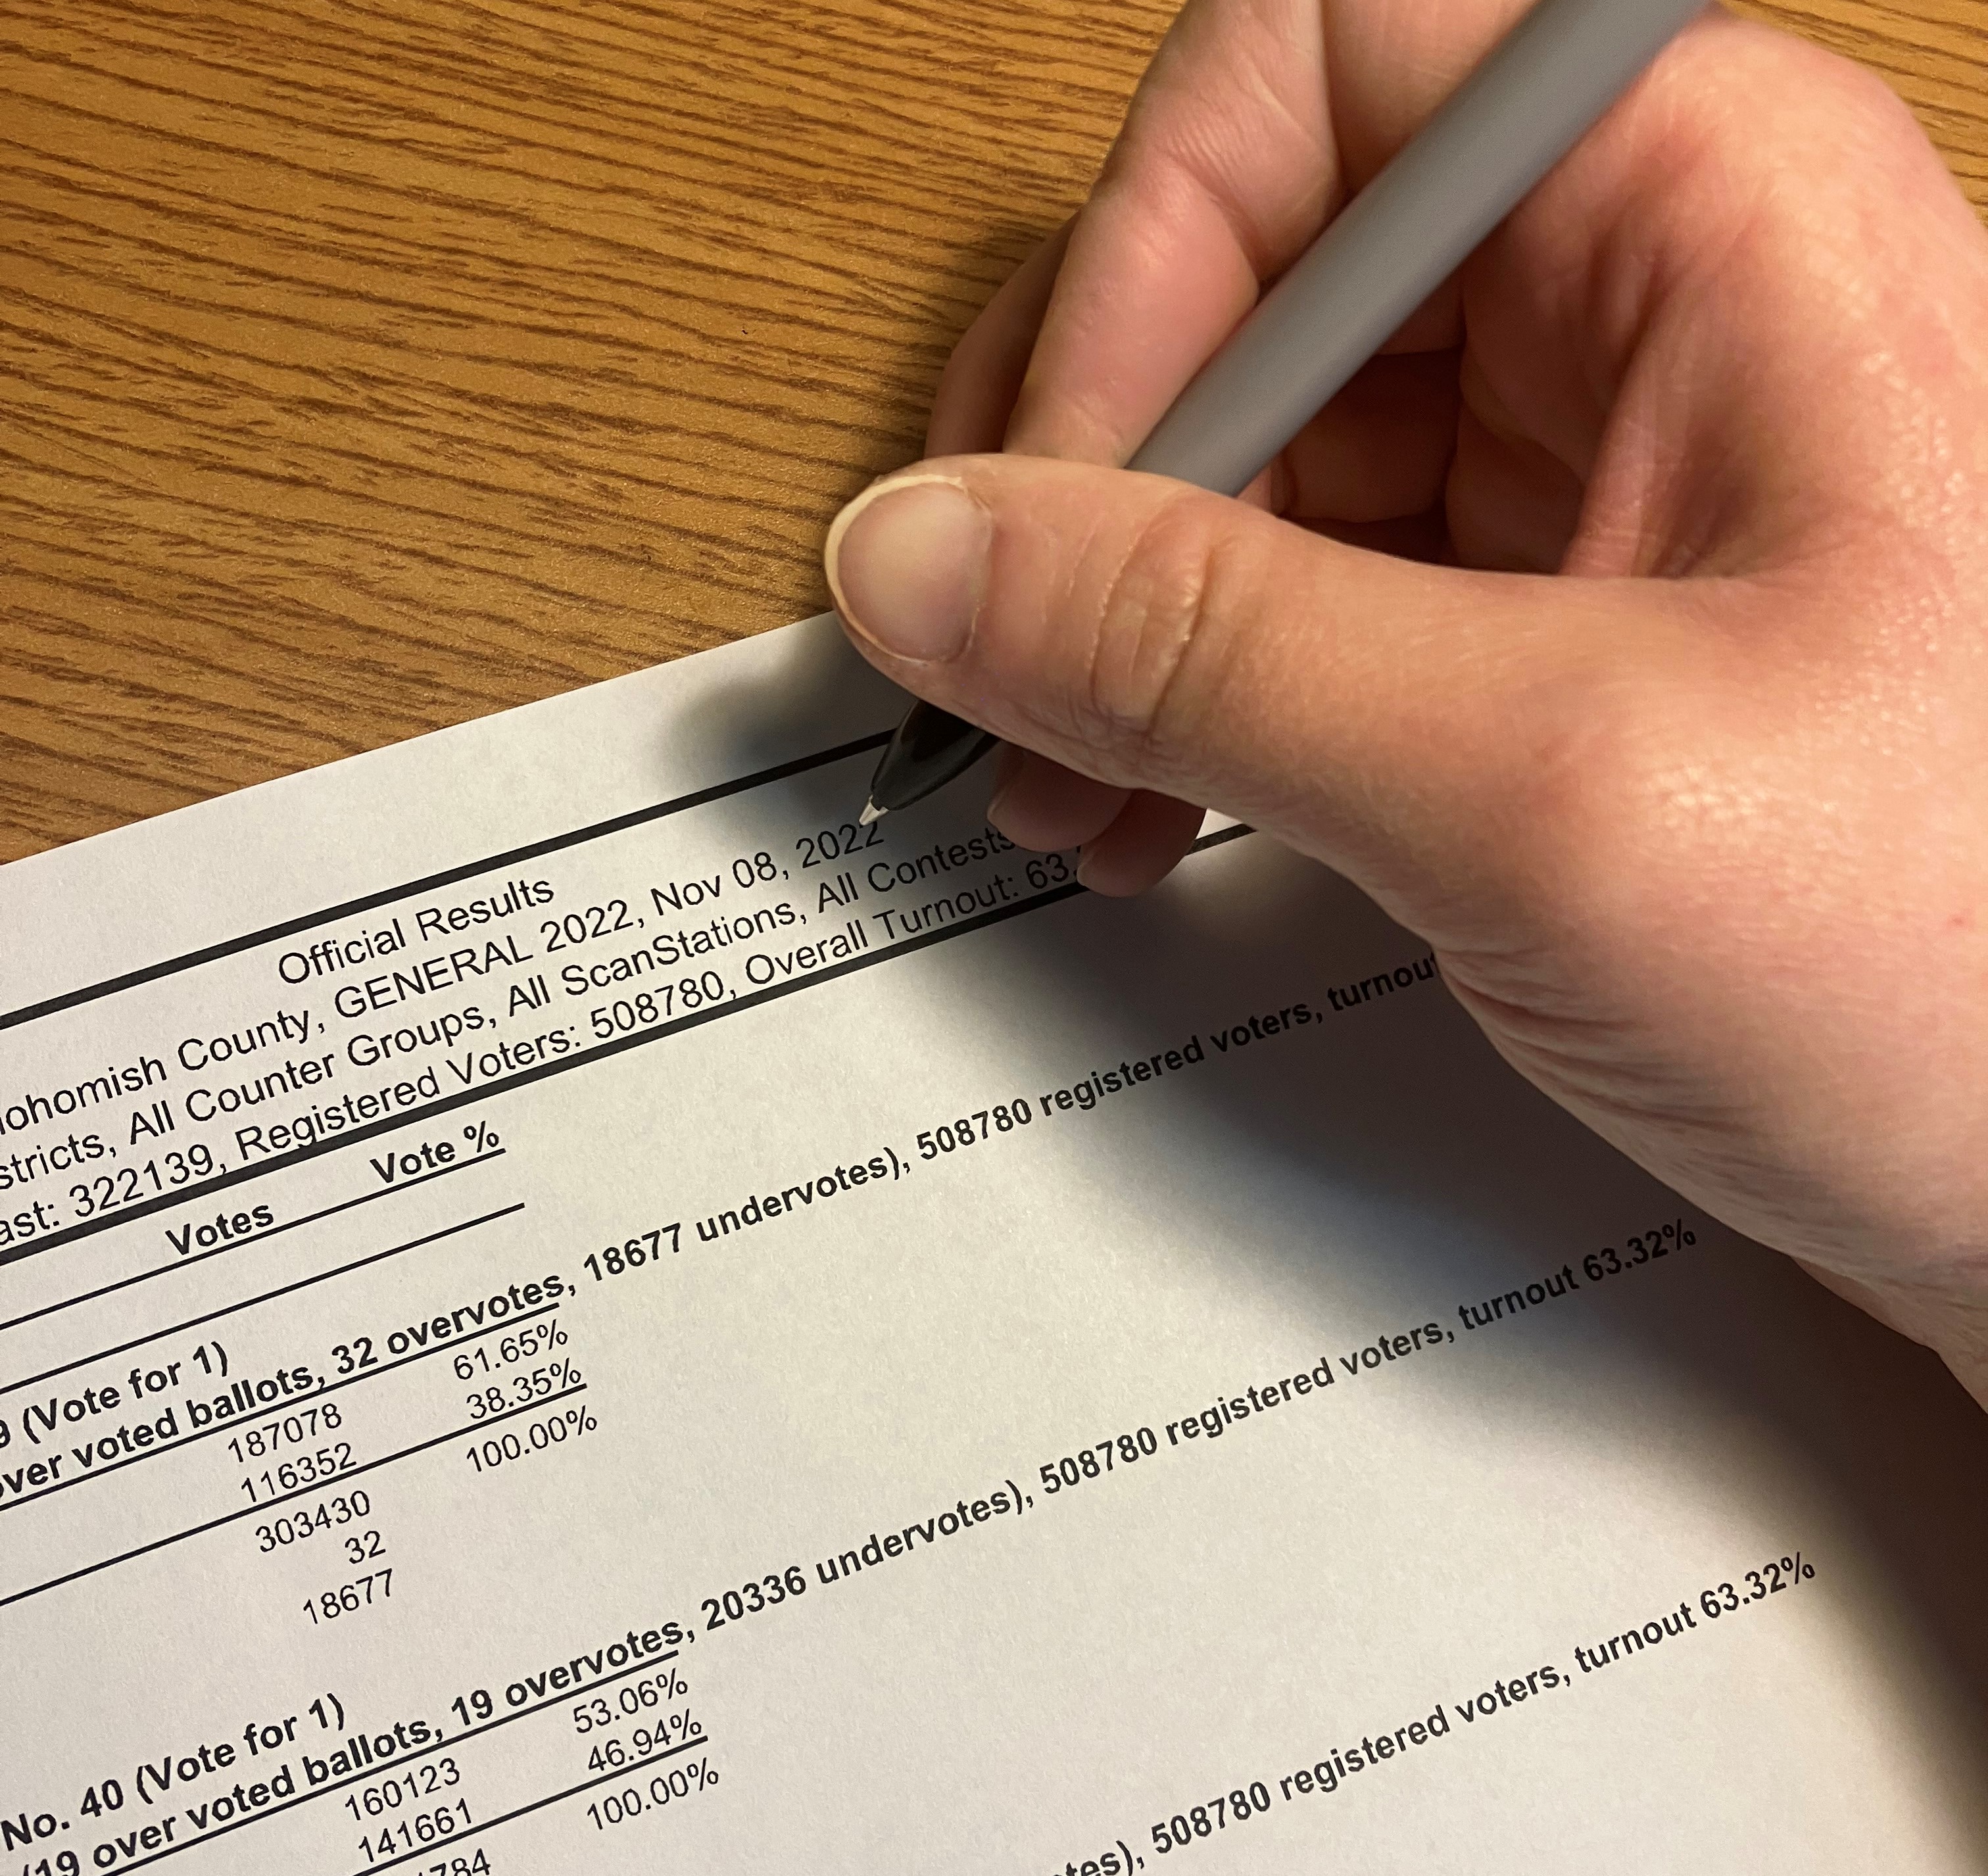 Official Results
ohomish County, GENERAL 2022, Nov 08, 2022
stricts, All Counter Groups, All ScanStations, All Contests
ast: 322139, Registered Voters: 508780, Overall Turnout: 63.
Votes Vote %
9 (Vote for 1)
over voted ballots, 32 overvotes, 18677 undervotes), 508780 registered voters, turnout
187078 61.65%
116352 38.35%
303430 100.00%
32
18677
No. 40 (Vote for 1)
(19 over voted ballots, 19 overvotes, 20336 undervotes), 508780 registered voters, turnout 63.32%
160123 53.06%
141661 46.94%
784 100.00%
tes), 508780 registered voters, turnout 63.32%